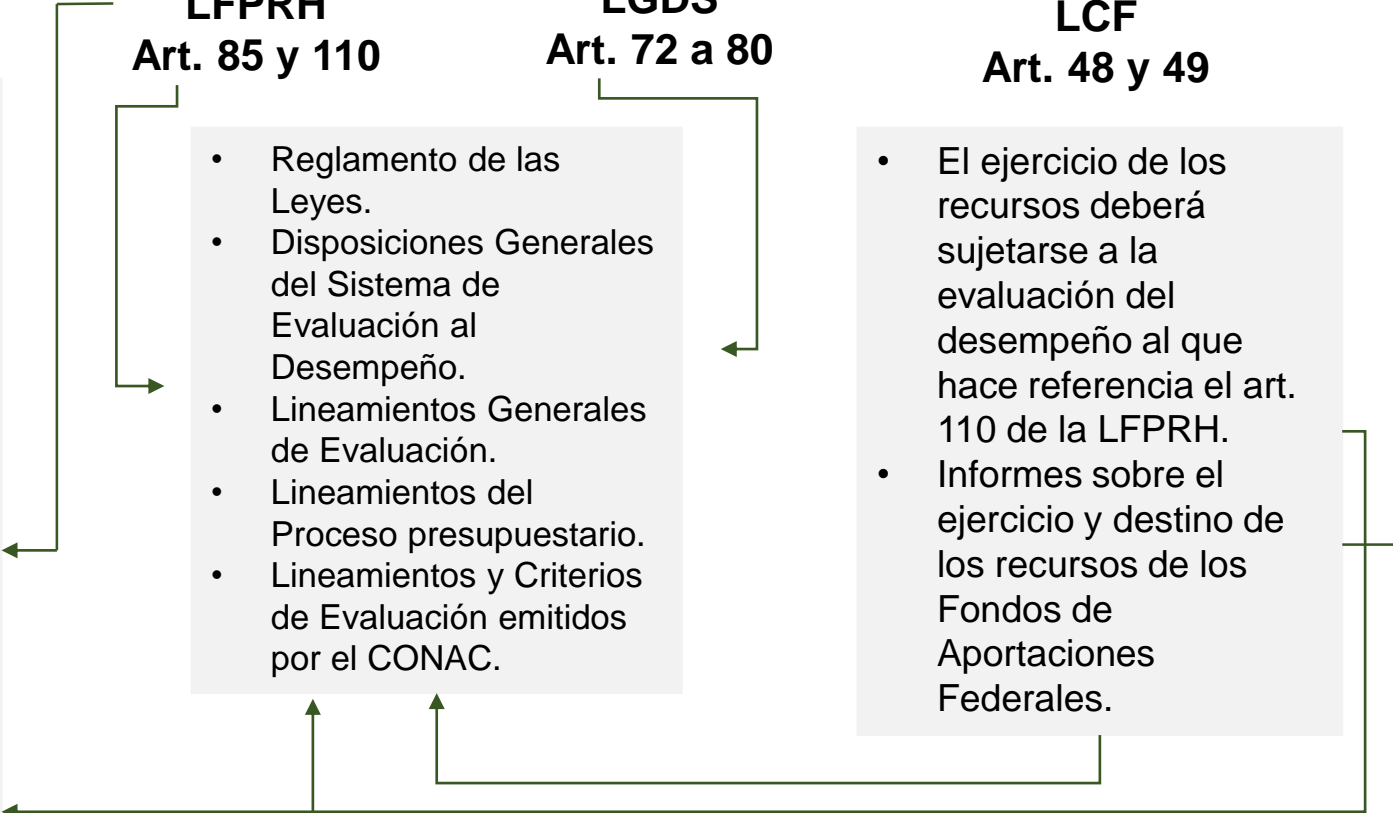 LFPRH
Art. 85 y 110
LGDS
Art. 72 a 80
LCF
Art. 48 y 49
• Reglamento de las
Leyes.
• Disposiciones Generales
del Sistema de
Evaluación al
Desempeño.
• Lineamientos Generales
de Evaluación.
• Lineamientos del
Proceso presupuestario.
• Lineamientos y Criterios
de Evaluación emitidos
por el CONAC.
• El ejercicio de los
recursos deberá
sujetarse a la
evaluación del
desempeño al que
hace referencia el art.
110 de la LFPRH.
• Informes sobre el
ejercicio y destino de
los recursos de los
Fondos de
Aportaciones
Federales.